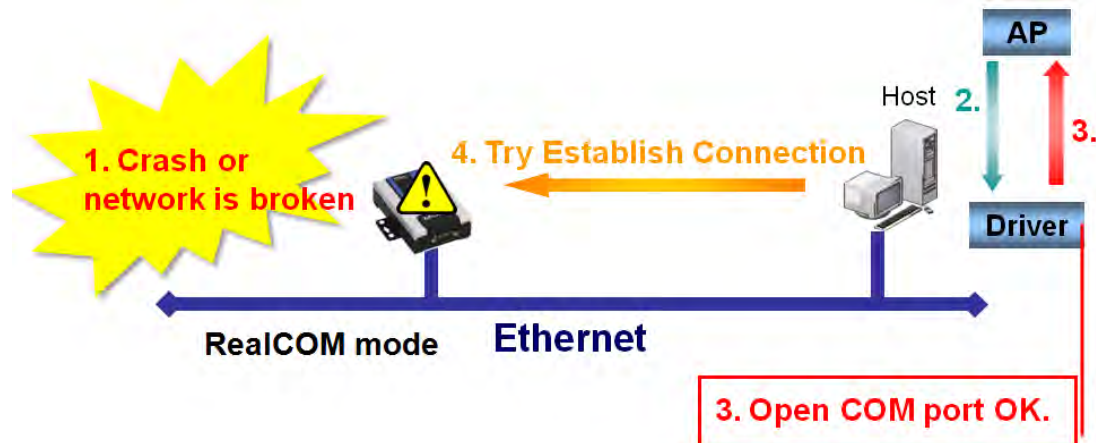 AP
Host
2.
3.
1. Crash or
network is broken
4. Try Establish Connection
Driver
RealCOM mode
Ethernet
3. Open COM port OK.